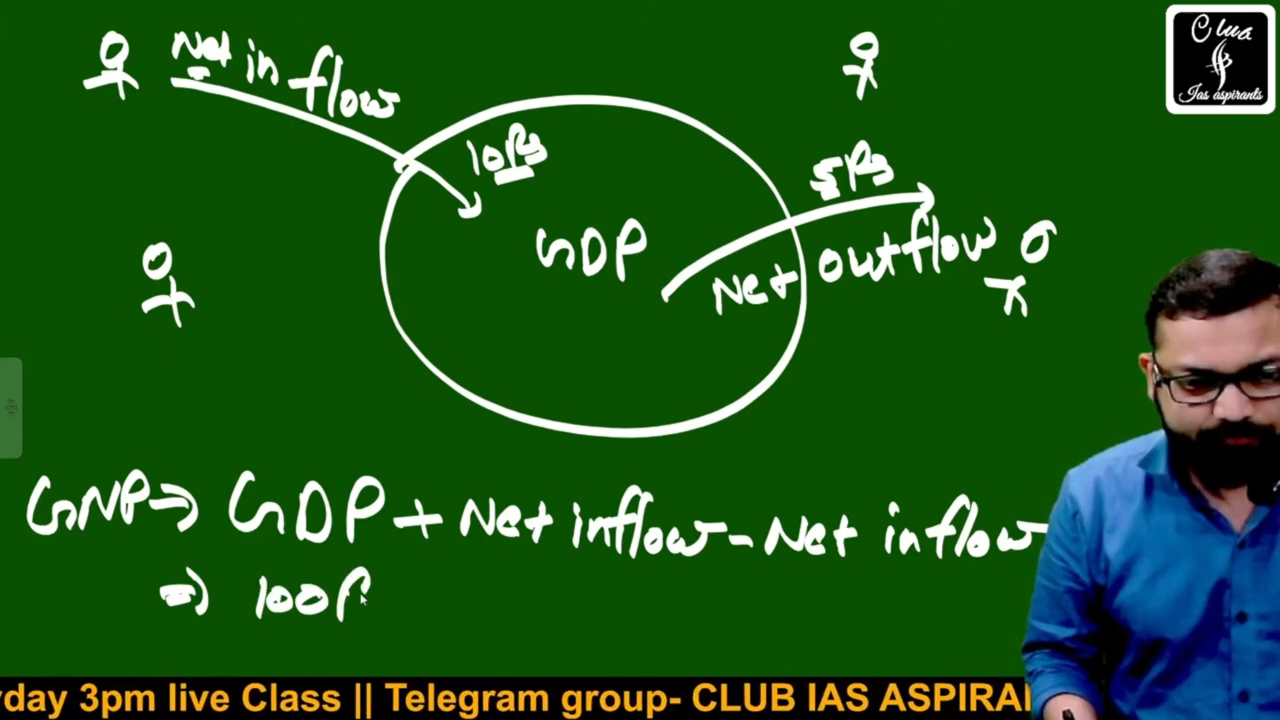 Net inflow
10Rs
5Rs
GDP
Net outflow
GNP ⇒ GDP + Net inflow - Net inflow
⇒ 100
Club
Ias aspirants
yday 3pm live Class || Telegram group- CLUB IAS ASPIRA